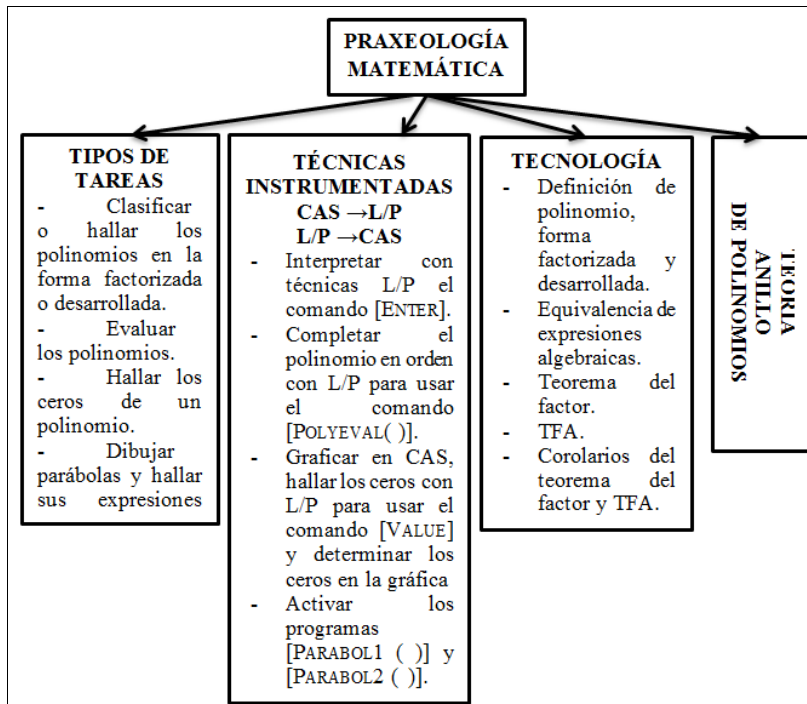 PRAXEOLOGÍA
MATEMÁTICA
TIPOS DE
TAREAS
- Clasificar
o hallar los
polinomios en la
forma factorizada
o desarrollada.
- Evaluar
los polinomios.
- Hallar los
ceros de un
polinomio.
- Dibujar
parábolas y hallar
sus expresiones
TÉCNICAS
INSTRUMENTADAS
CAS →L/P
L/P →CAS
- Interpretar con
técnicas L/P el
comando [ENTER].
- Completar el
polinomio en orden
con L/P para usar
el comando
[POLYEVAL( )].
- Graficar en CAS,
hallar los ceros con
L/P para usar el
comando [VALUE]
y determinar los
ceros en la gráfica
- Activar los
programas
[PARABOL1 ( )] y
[PARABOL2 ( )].
TECNOLOGÍA
- Definición de
polinomio,
forma
factorizada y
desarrollada.
- Equivalencia de
expresiones
algebraicas.
- Teorema del
factor.
- TFA.
- Corolarios del
teorema del
factor y TFA.
TEORIA
ANILLO
DE POLINOMIOS